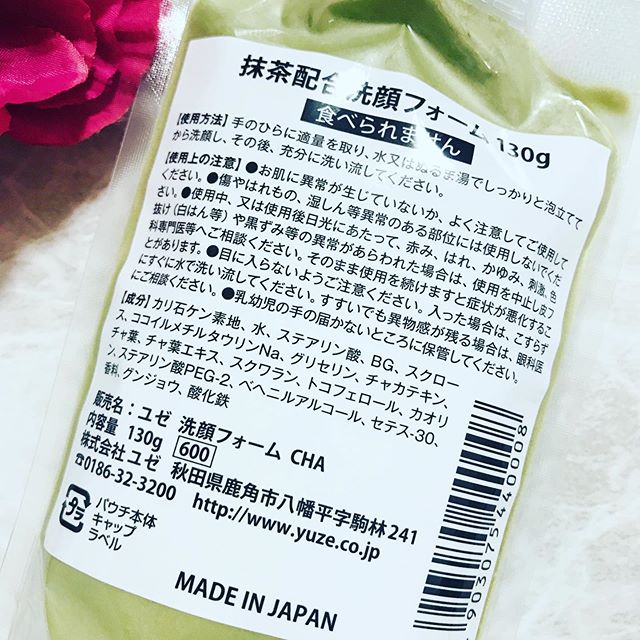 抹茶配合洗顔フォーム 130g
食べられません
【使用方法】手のひらに適量を取り、水又はぬるま湯でしっかりと泡立てて
から洗顔し、その後、充分に洗い流してください。
【使用上の注意】●お肌に異常が生じていないか、よく注意してご使用して
ください。●傷やはれもの、湿しん等異常のある部位には使用しないでくだ
さい。●使用中、又は使用後日光にあたって、赤み、はれ、かゆみ、刺激、色
抜け(白はん等)や黒ずみ等の異常があらわれた場合は、使用を中止し皮フ
科専門医等へご相談ください。そのまま使用を続けますと症状が悪化するこ
とがあります。●目に入らないようご注意ください。入った場合は、こすらず
にすぐに水で洗い流してください。すすいでも異物感が残る場合は、眼科医
にご相談ください。●乳幼児の手の届かないところに保管してください。
【成分】カリ石ケン素地、水、ステアリン酸、BG、スクロー
ス、ココイルメチルタウリンNa、グリセリン、チャカテキン、
チャ葉、チャ葉エキス、スクワラン、トコフェロール、カオリ
ン、ステアリン酸PEG-2、ベヘニルアルコール、セテス-30、
香料、グンジョウ、酸化鉄
販売名:ユゼ 洗顔フォーム CHA
内容量 130g 600
株式会社 ユゼ 秋田県鹿角市八幡平字駒林241
☎0186-32-3200 http://www.yuze.co.jp
プラ
パウチ本体
キャップ
ラベル
MADE IN JAPAN
4903075440008